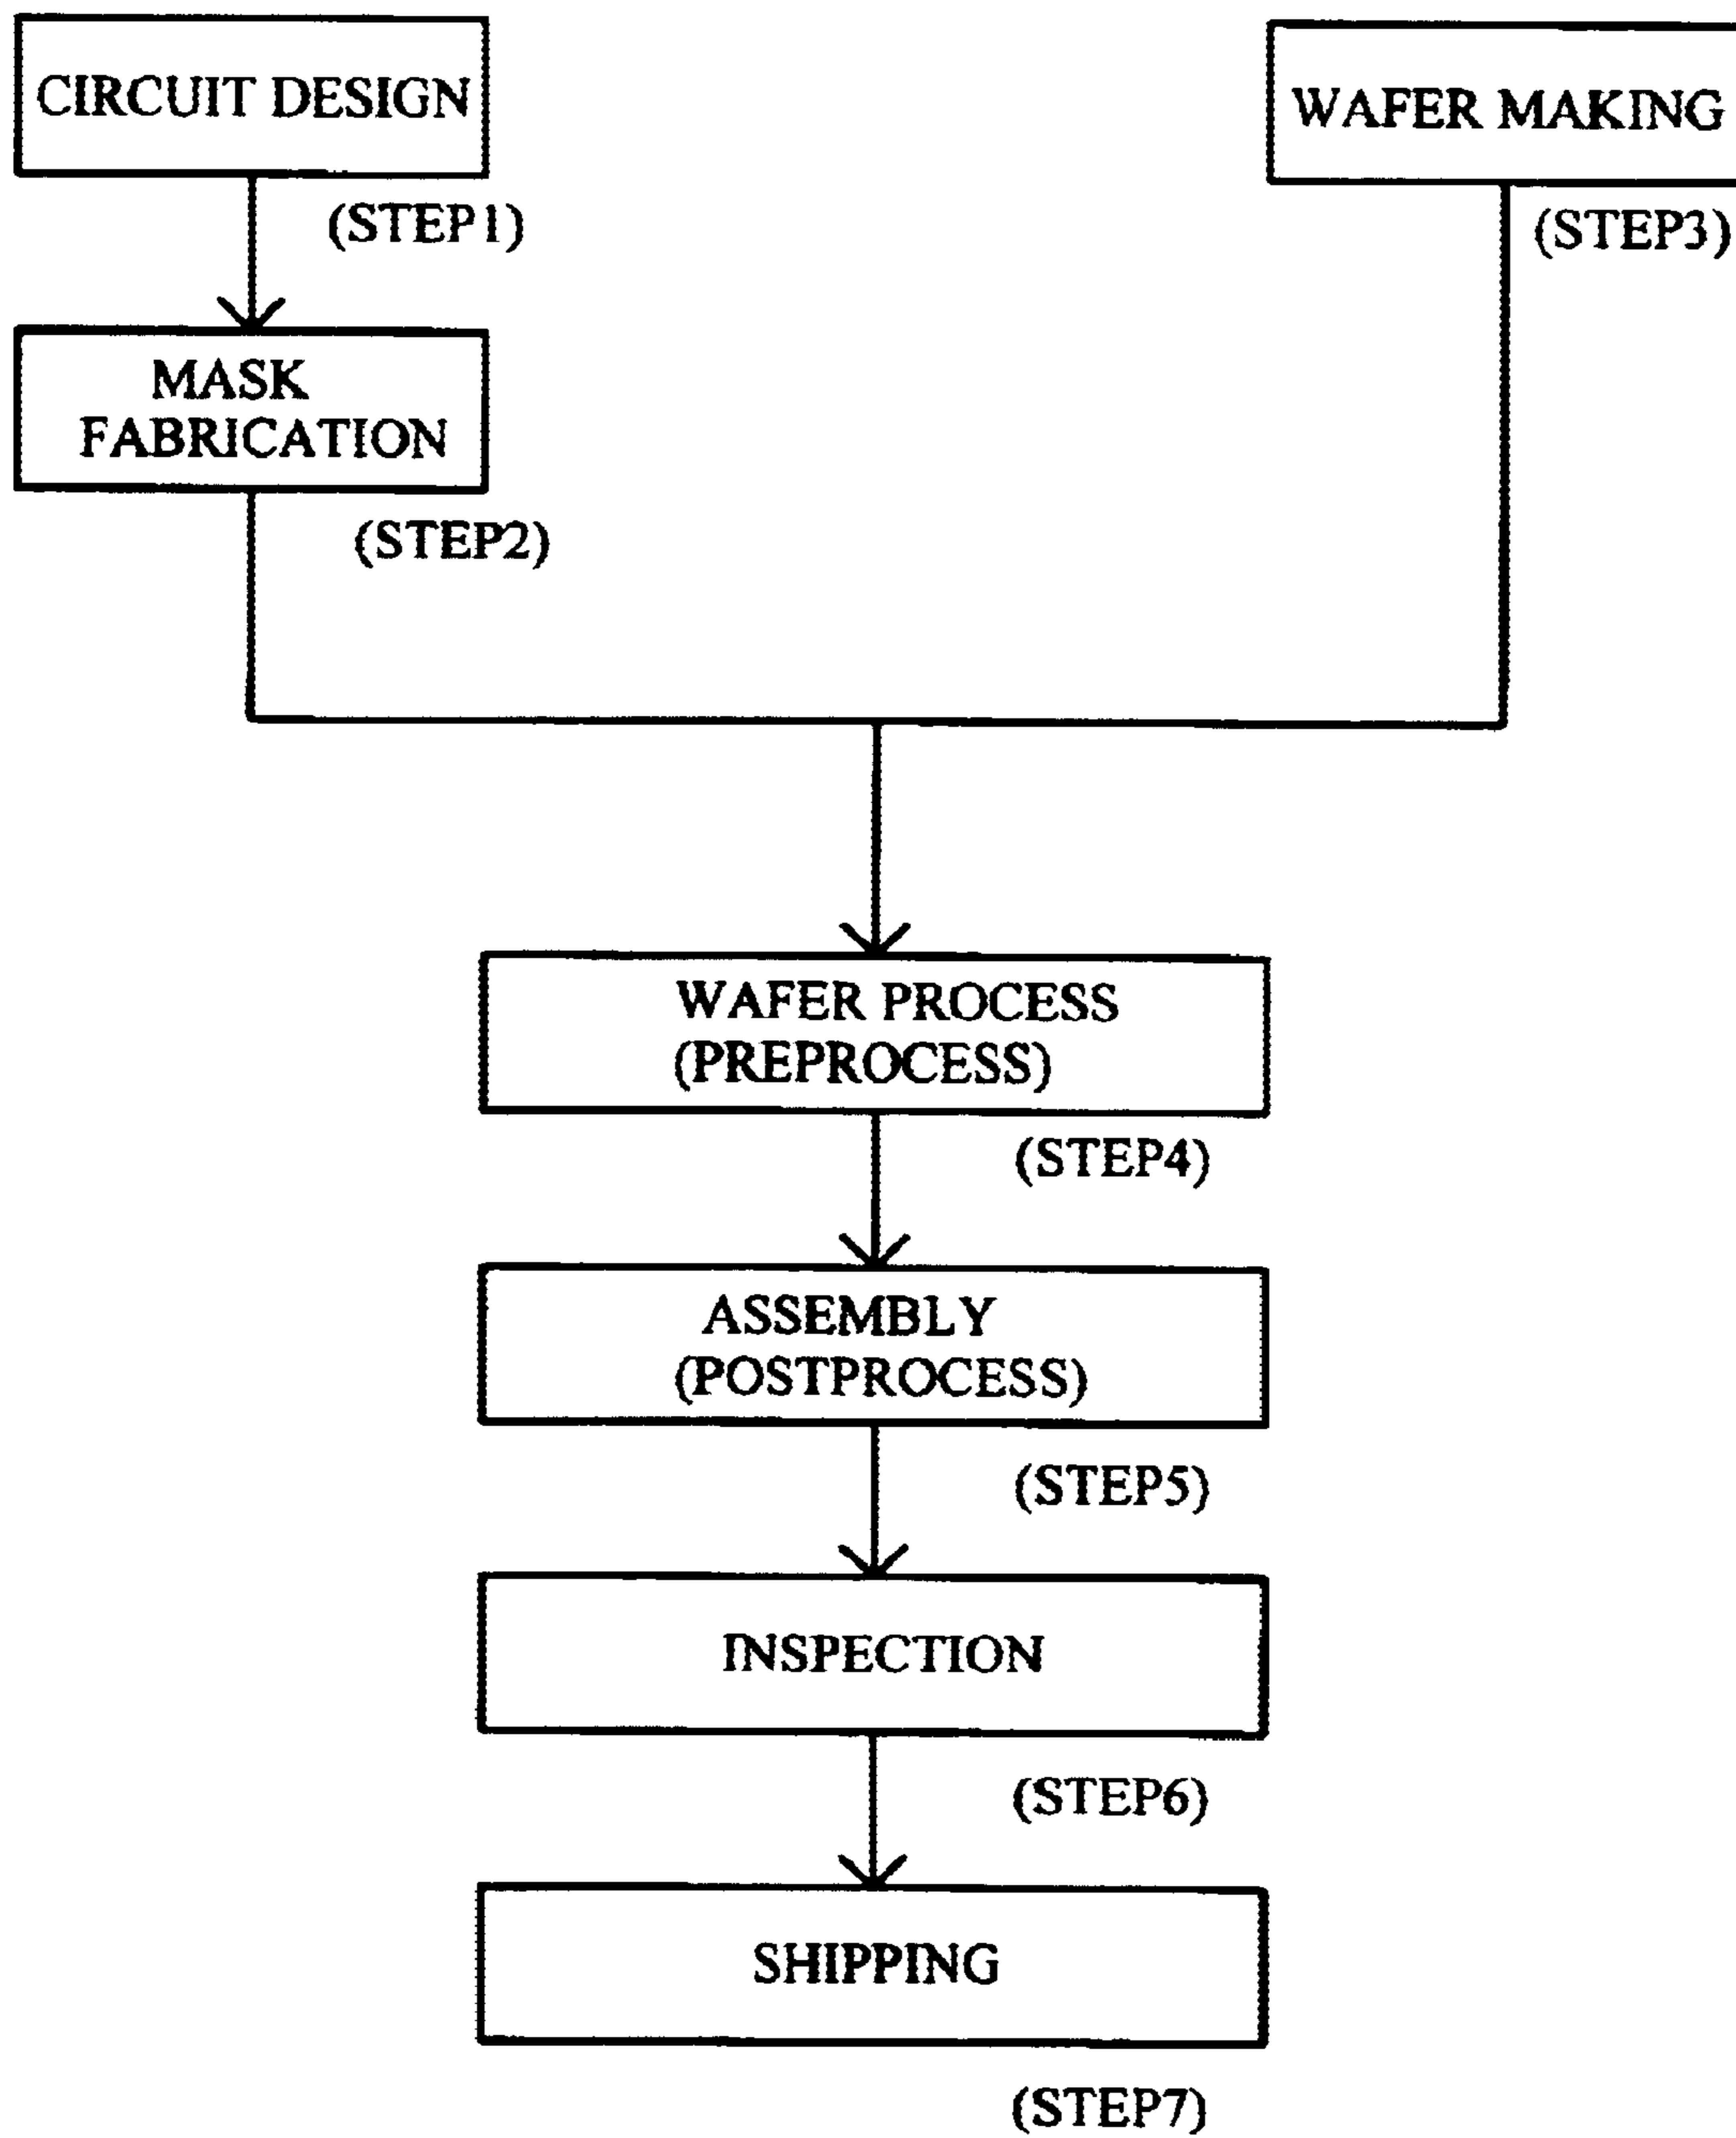 CIRCUIT DESIGN
(STEP1)
MASK
FABRICATION
(STEP2)
WAFER MAKING
(STEP3)
WAFER PROCESS
(PREPROCESS)
(STEP4)
ASSEMBLY
(POSTPROCESS)
(STEP5)
INSPECTION
(STEP6)
SHIPPING
(STEP7)